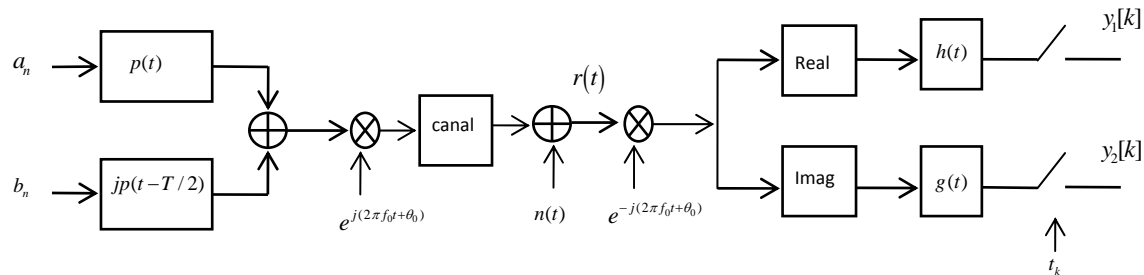 a_n
p(t)
b_n
jp(t−T/2)
e^{j(2πf_0t+θ_0)}
canal
r(t)
n(t)
e^{−j(2πf_0t+θ_0)}
Real
h(t)
y_1[k]
Imag
g(t)
y_2[k]
t_k